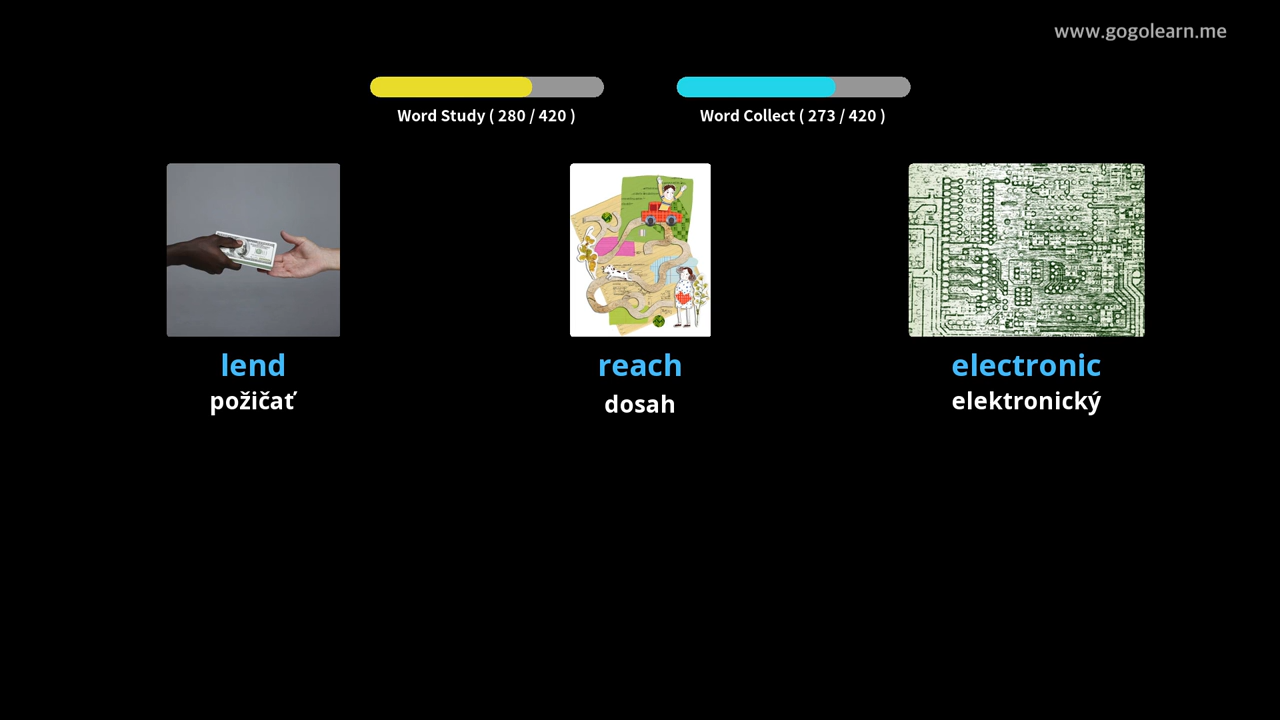 www.gogolearn.me
Word Study ( 280 / 420 )
Word Collect ( 273 / 420 )
lend
požičať
reach
dosah
electronic
elektronický